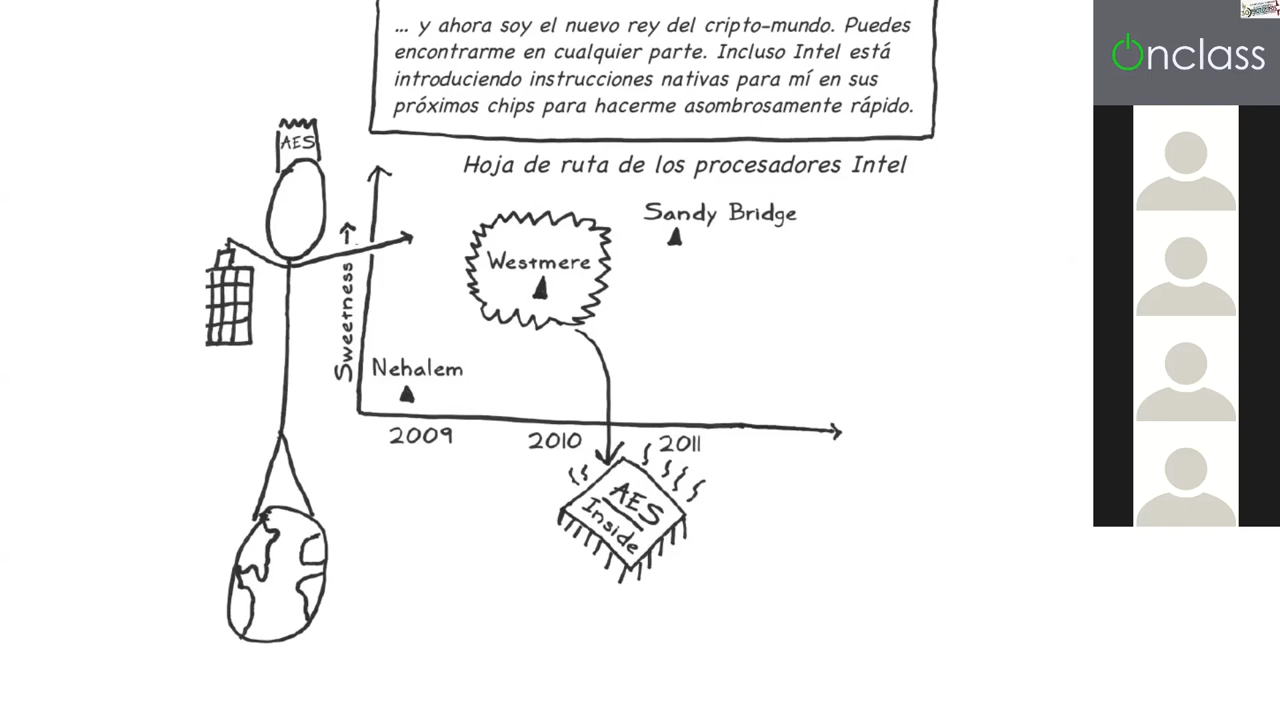 ... y ahora soy el nuevo rey del cripto-mundo. Puedes
encontrarme en cualquier parte. Incluso Intel está
introduciendo instrucciones nativas para mí en sus
próximos chips para hacerme asombrosamente rápido.
Onclass
AES
Hoja de ruta de los procesadores Intel
Sandy Bridge
Westmere
Sweetness →
Nehalem
2009 2010 2011
AES
Inside